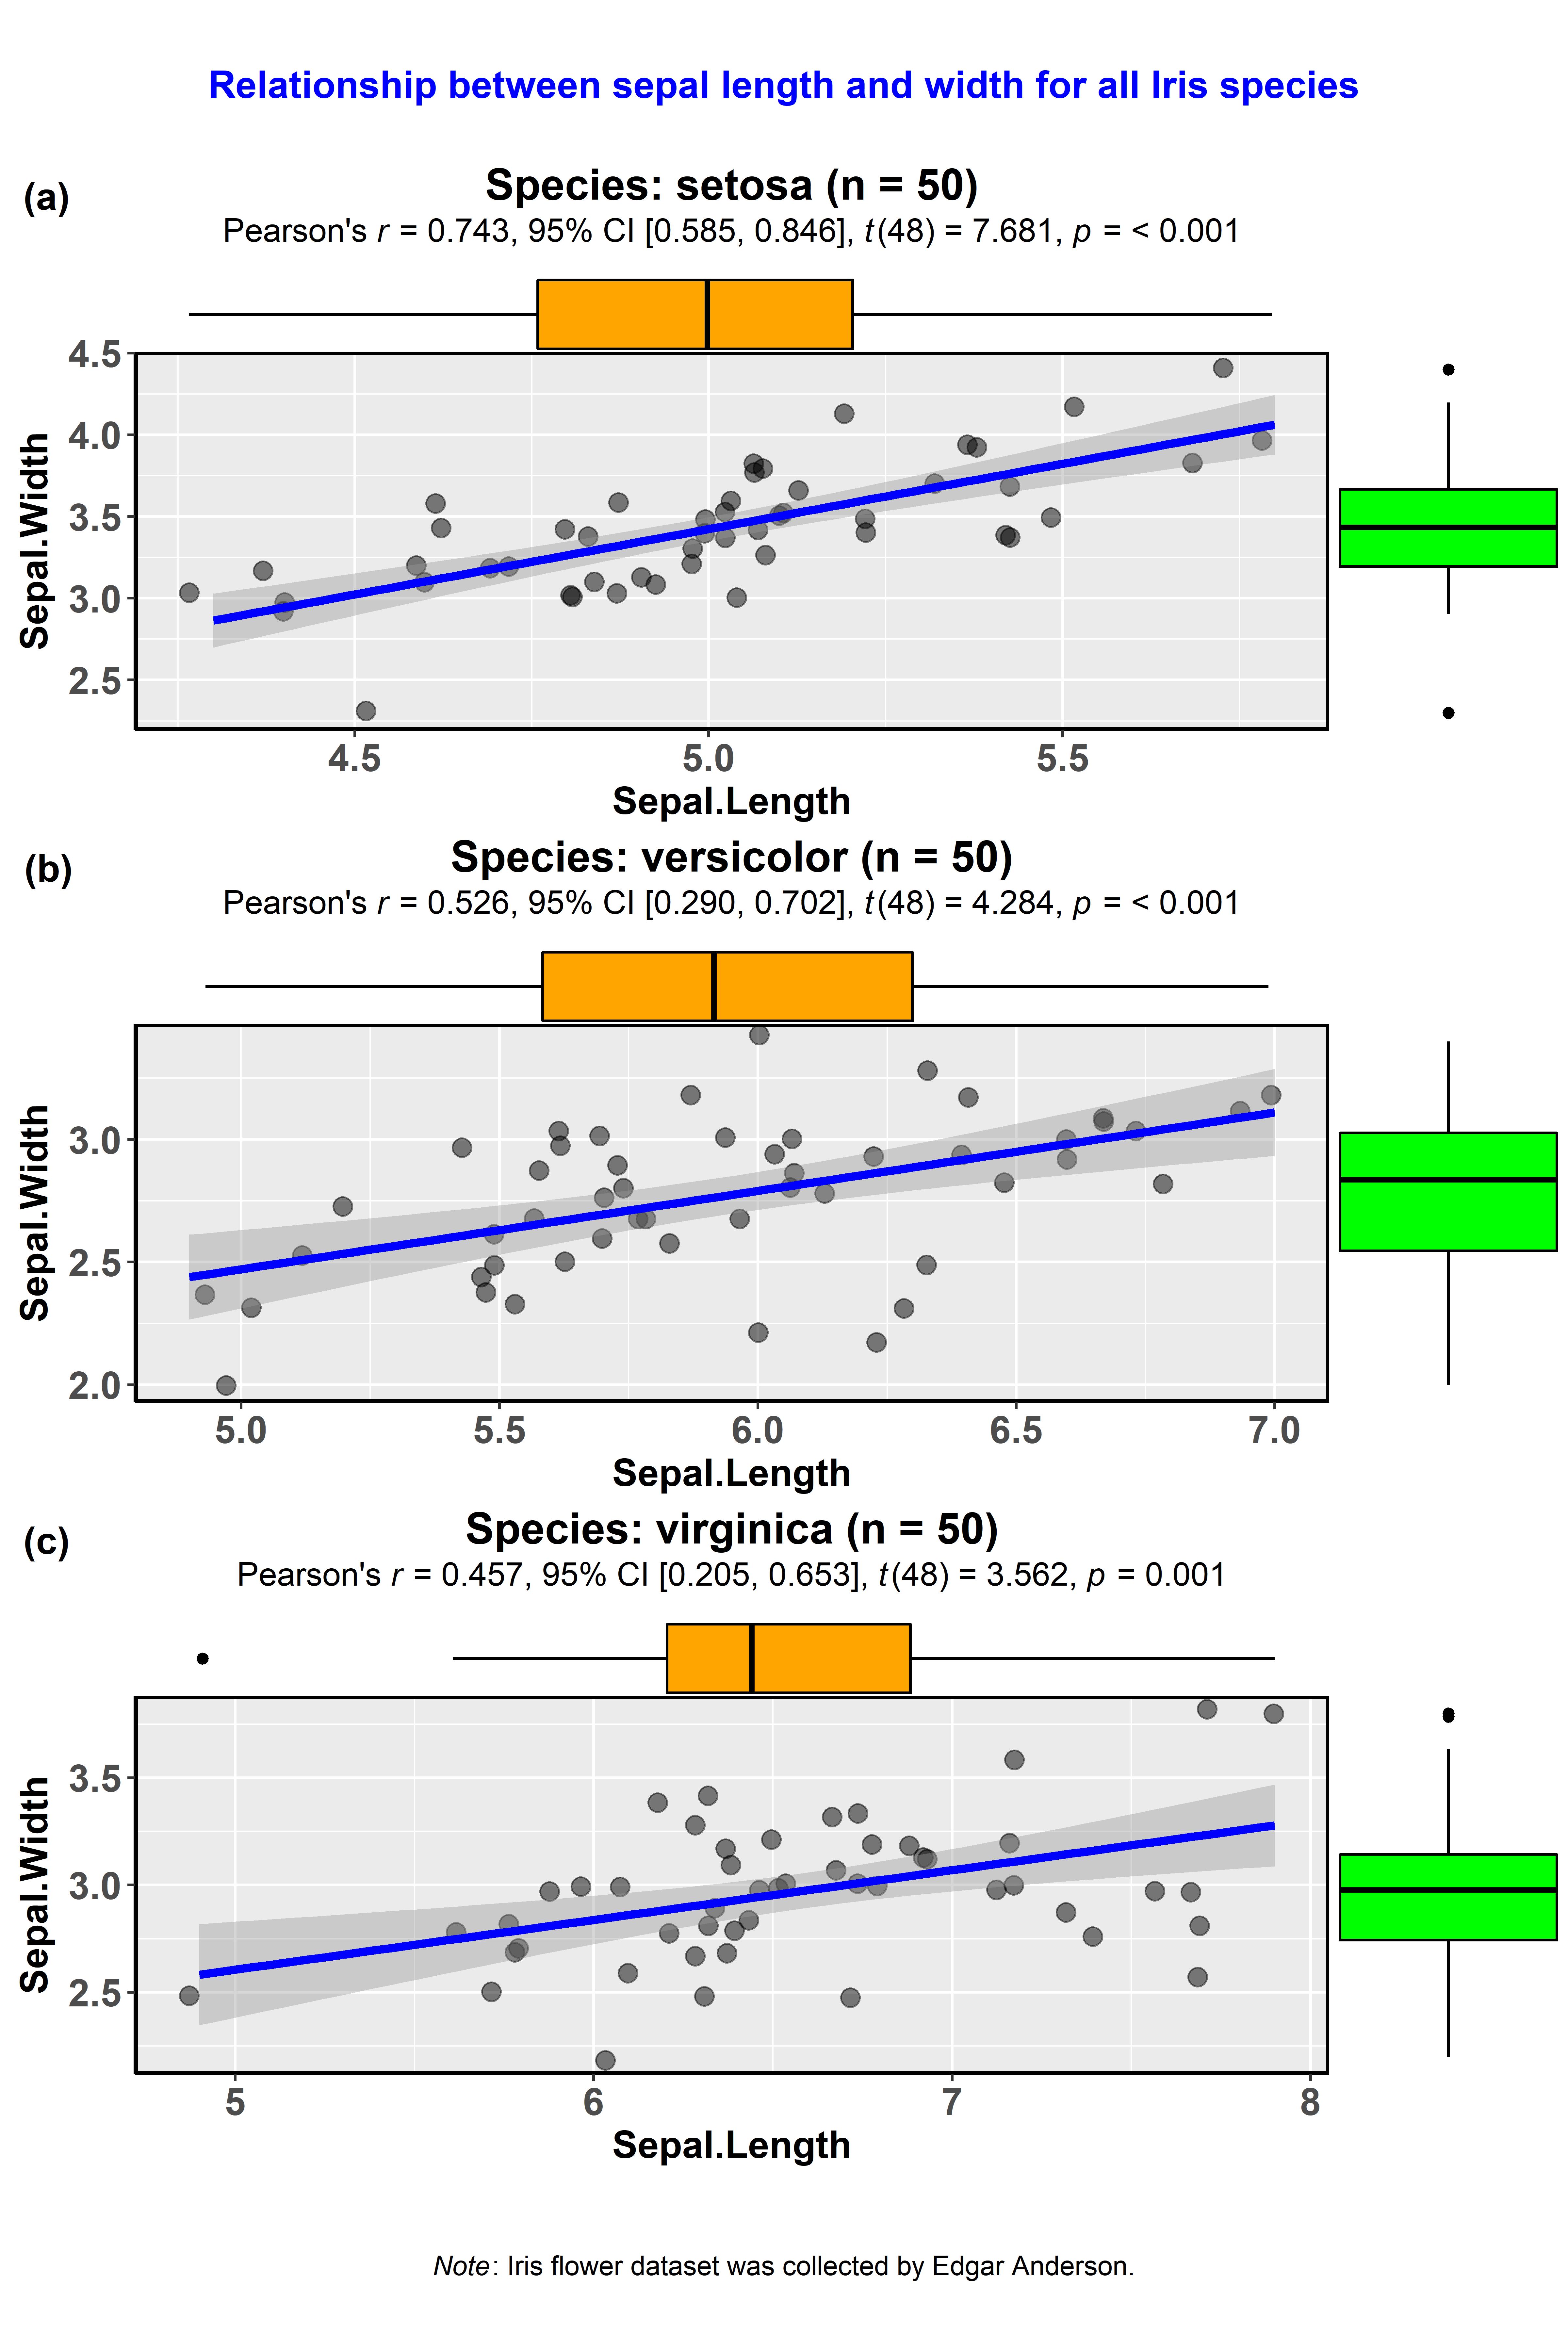 Relationship between sepal length and width for all Iris species
(a)
Species: setosa (n = 50)
Pearson's r = 0.743, 95% CI [0.585, 0.846], t(48) = 7.681, p = < 0.001
4.5
4.0
3.5
3.0
2.5
Sepal.Width
4.5 5.0 5.5
Sepal.Length
(b)
Species: versicolor (n = 50)
Pearson's r = 0.526, 95% CI [0.290, 0.702], t(48) = 4.284, p = < 0.001
3.0
2.5
2.0
Sepal.Width
5.0 5.5 6.0 6.5 7.0
Sepal.Length
(c)
Species: virginica (n = 50)
Pearson's r = 0.457, 95% CI [0.205, 0.653], t(48) = 3.562, p = 0.001
3.5
3.0
2.5
Sepal.Width
5 6 7 8
Sepal.Length
Note: Iris flower dataset was collected by Edgar Anderson.